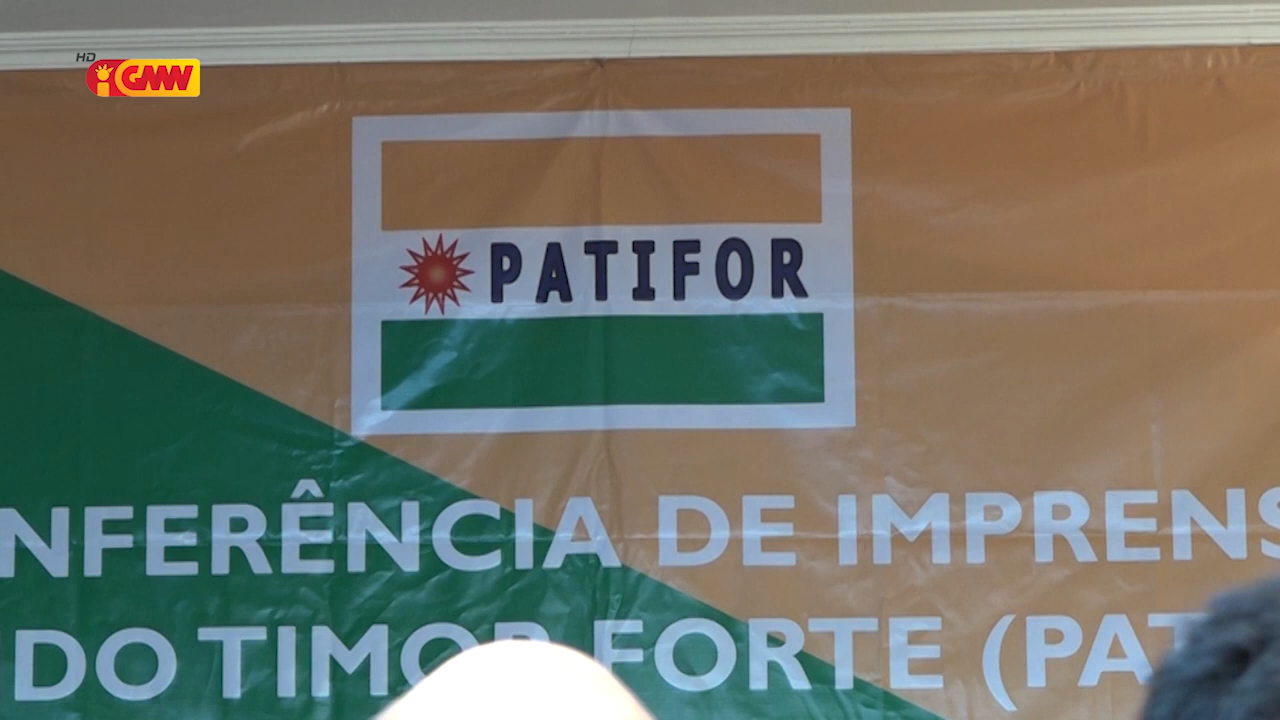 HD
GMN
PATIFOR
NFERÊNCIA DE IMPRENS
DO TIMOR FORTE (PAT